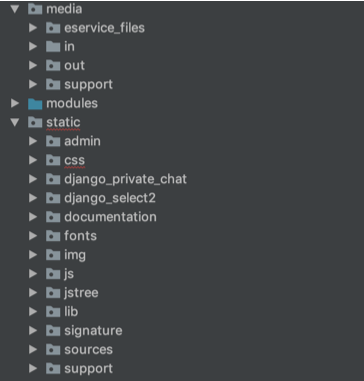 media
eservice_files
in
out
support
modules
static
admin
css
django_private_chat
django_select2
documentation
fonts
img
js
jstree
lib
signature
sources
support